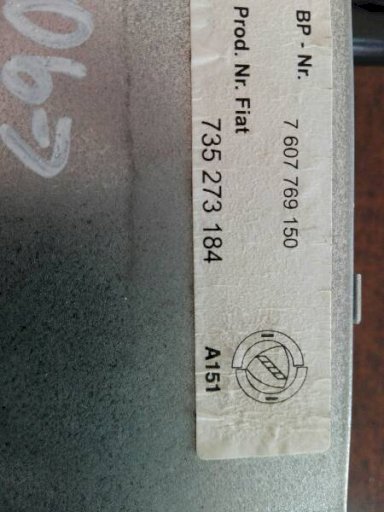 BP - Nr. 7 607 769 150
Prod. Nr. Fiat
735 273 184 A151